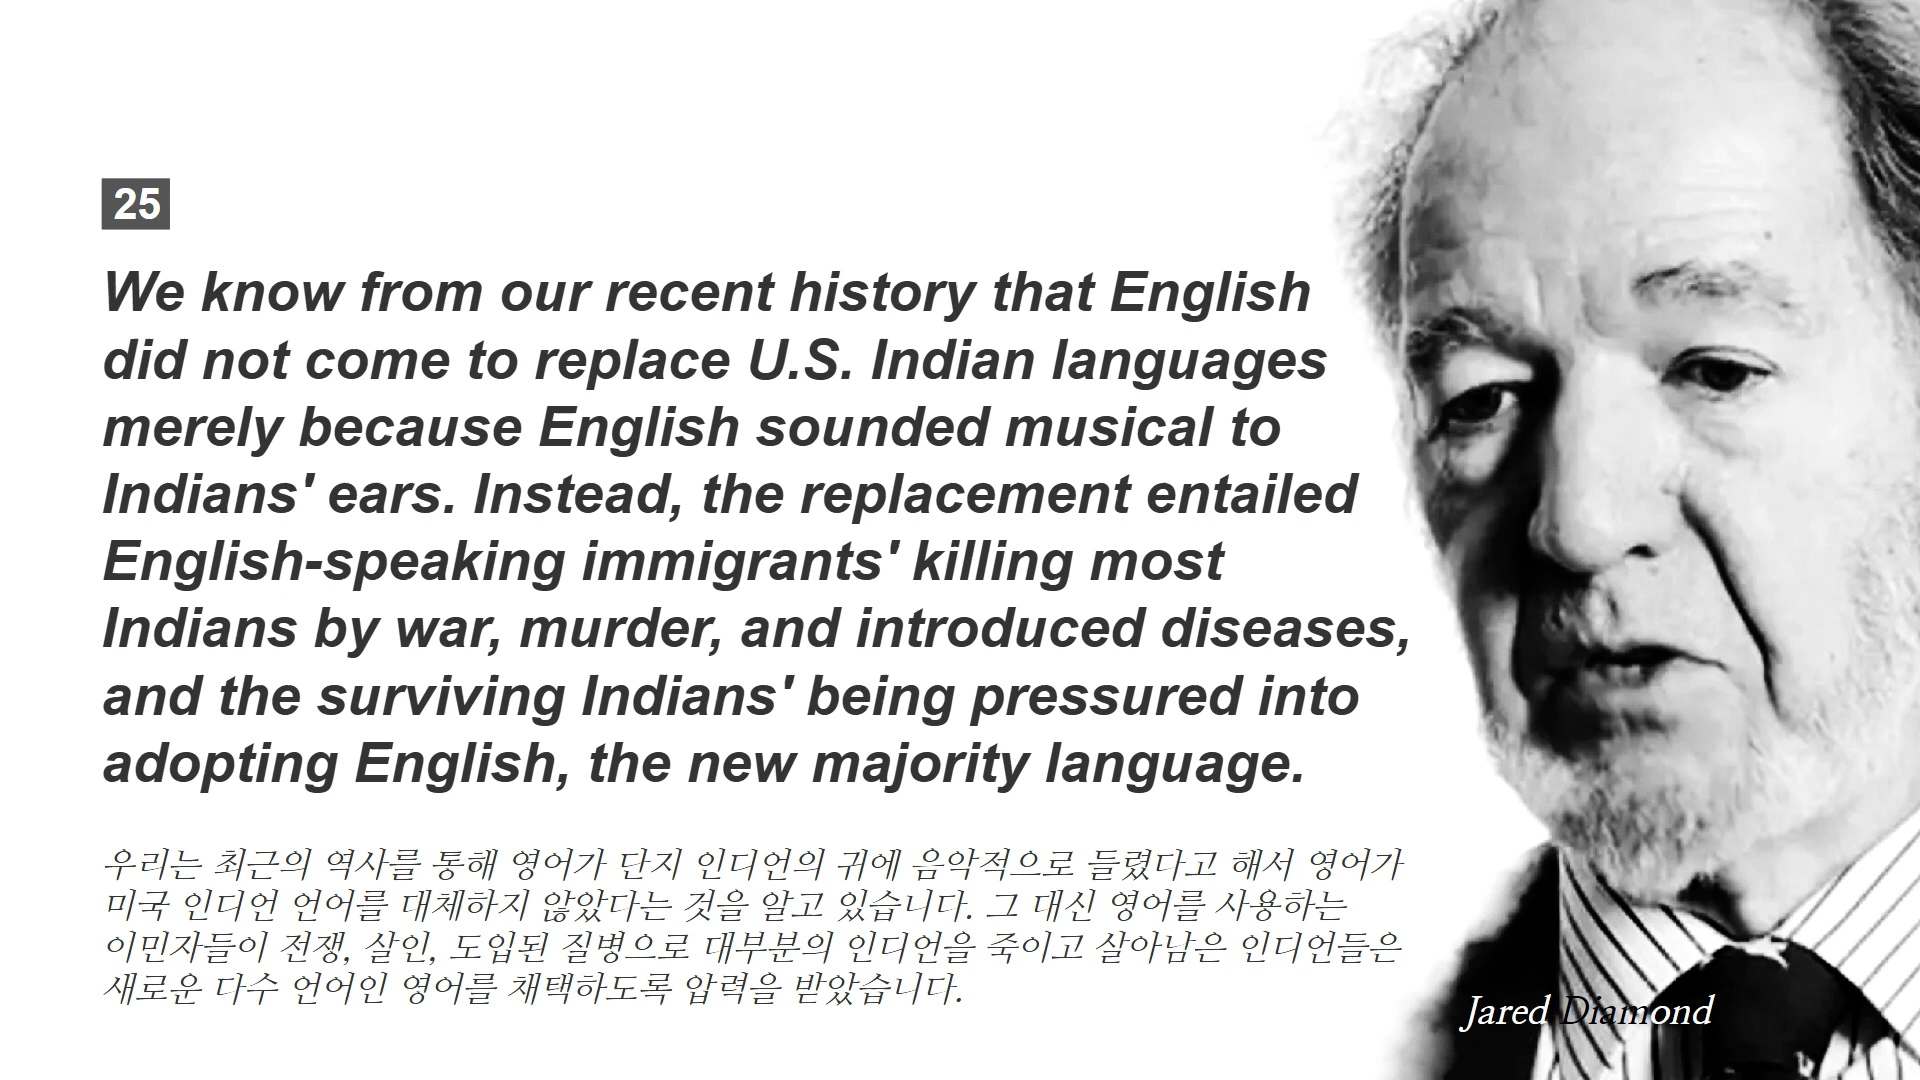 25
We know from our recent history that English
did not come to replace U.S. Indian languages
merely because English sounded musical to
Indians' ears. Instead, the replacement entailed
English-speaking immigrants' killing most
Indians by war, murder, and introduced diseases,
and the surviving Indians' being pressured into
adopting English, the new majority language.
우리는 최근의 역사를 통해 영어가 단지 인디언의 귀에 음악적으로 들렸다고 해서 영어가
미국 인디언 언어를 대체하지 않았다는 것을 알고 있습니다. 그 대신 영어를 사용하는
이민자들이 전쟁, 살인, 도입된 질병으로 대부분의 인디언을 죽이고 살아남은 인디언들은
새로운 다수 언어인 영어를 채택하도록 압력을 받았습니다.
Jared Diamond